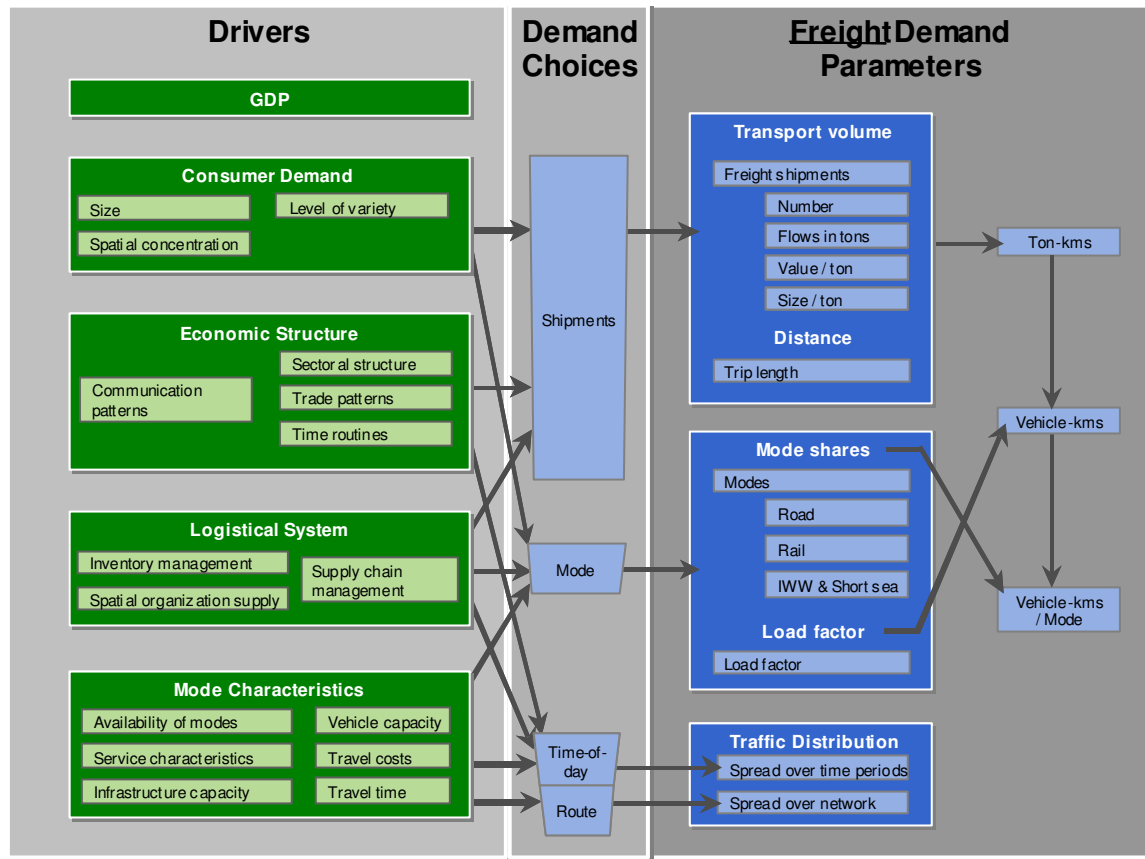 Drivers
GDP
Consumer Demand
Size
Level of variety
Spatial concentration
Economic Structure
Sectoral structure
Communication
patterns
Trade patterns
Time routines
Logistical System
Inventory management
Supply chain
management
Spatial organization supply
Mode Characteristics
Availability of modes
Vehicle capacity
Service characteristics
Travel costs
Infrastructure capacity
Travel time
Demand
Choices
Shipments
Mode
Time-of-
day
Route
Freight Demand
Parameters
Transport volume
Freight shipments
Number
Flows in tons
Value / ton
Size / ton
Distance
Trip length
Mode shares
Modes
Road
Rail
IWW & Short sea
Load factor
Load factor
Traffic Distribution
Spread over time periods
Spread over network
Ton-kms
Vehicle-kms
Vehicle-kms
/ Mode